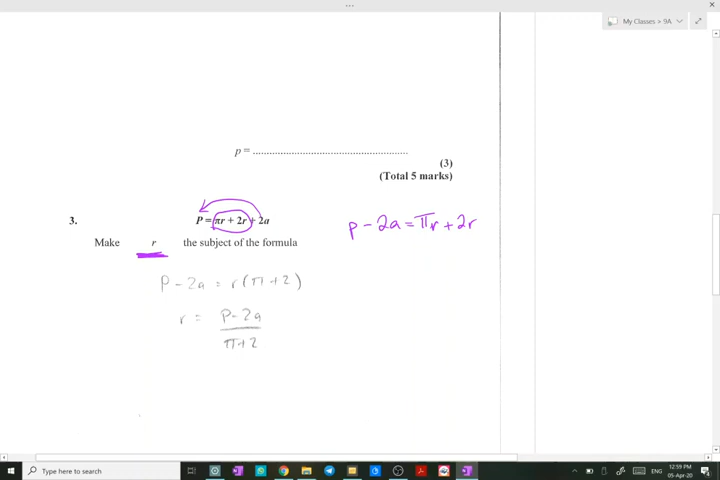 My Classes > 9A
p = ........................................................
(3)
(Total 5 marks)
3.
P = πr + 2r + 2a
p - 2a = πr + 2r
Make r the subject of the formula
P - 2a = r(π + 2)
r = P - 2a
π + 2
Type here to search
ENG
12:59 PM
05-Apr-20